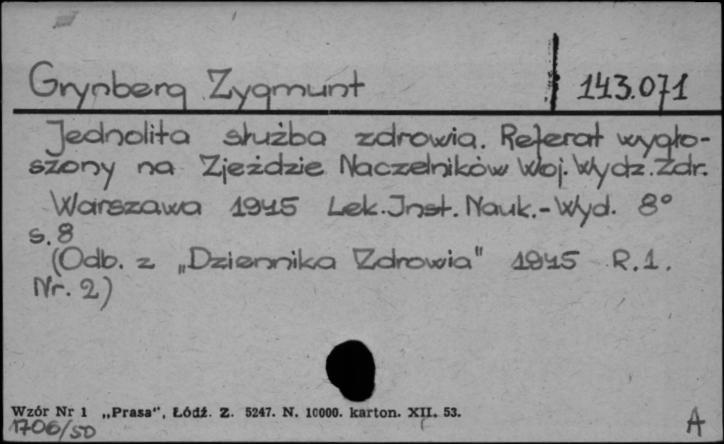 Grynberg Zygmunt 143.071
Jednolita służba zdrowia. Referat wygło-
szony na Zjeździe Naczelników Woj. Wydz. Zdr.
Warszawa 1945 Lek. Inst. Nauk.-Wyd. 8°
s. 8
(Odb. z „Dziennika Zdrowia" 1945 R.1.
Nr. 2)
Wzór Nr 1 „Prasa", Łódź. Z. 5247. N. 10000. karton. XII. 53.
1706/50 A